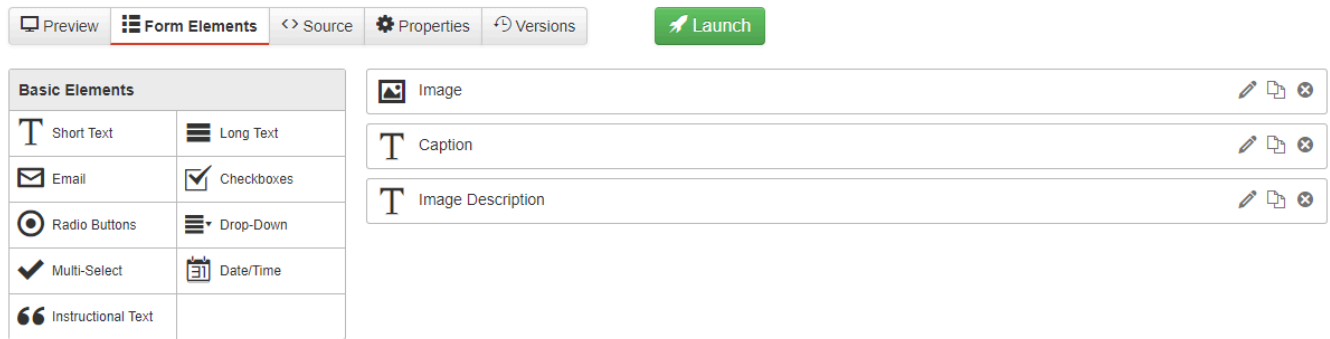 Preview Form Elements <> Source Properties Versions Launch
Basic Elements
Short Text Long Text
Email Checkboxes
Radio Buttons Drop-Down
Multi-Select 31 Date/Time
Instructional Text
Image
Caption
Image Description